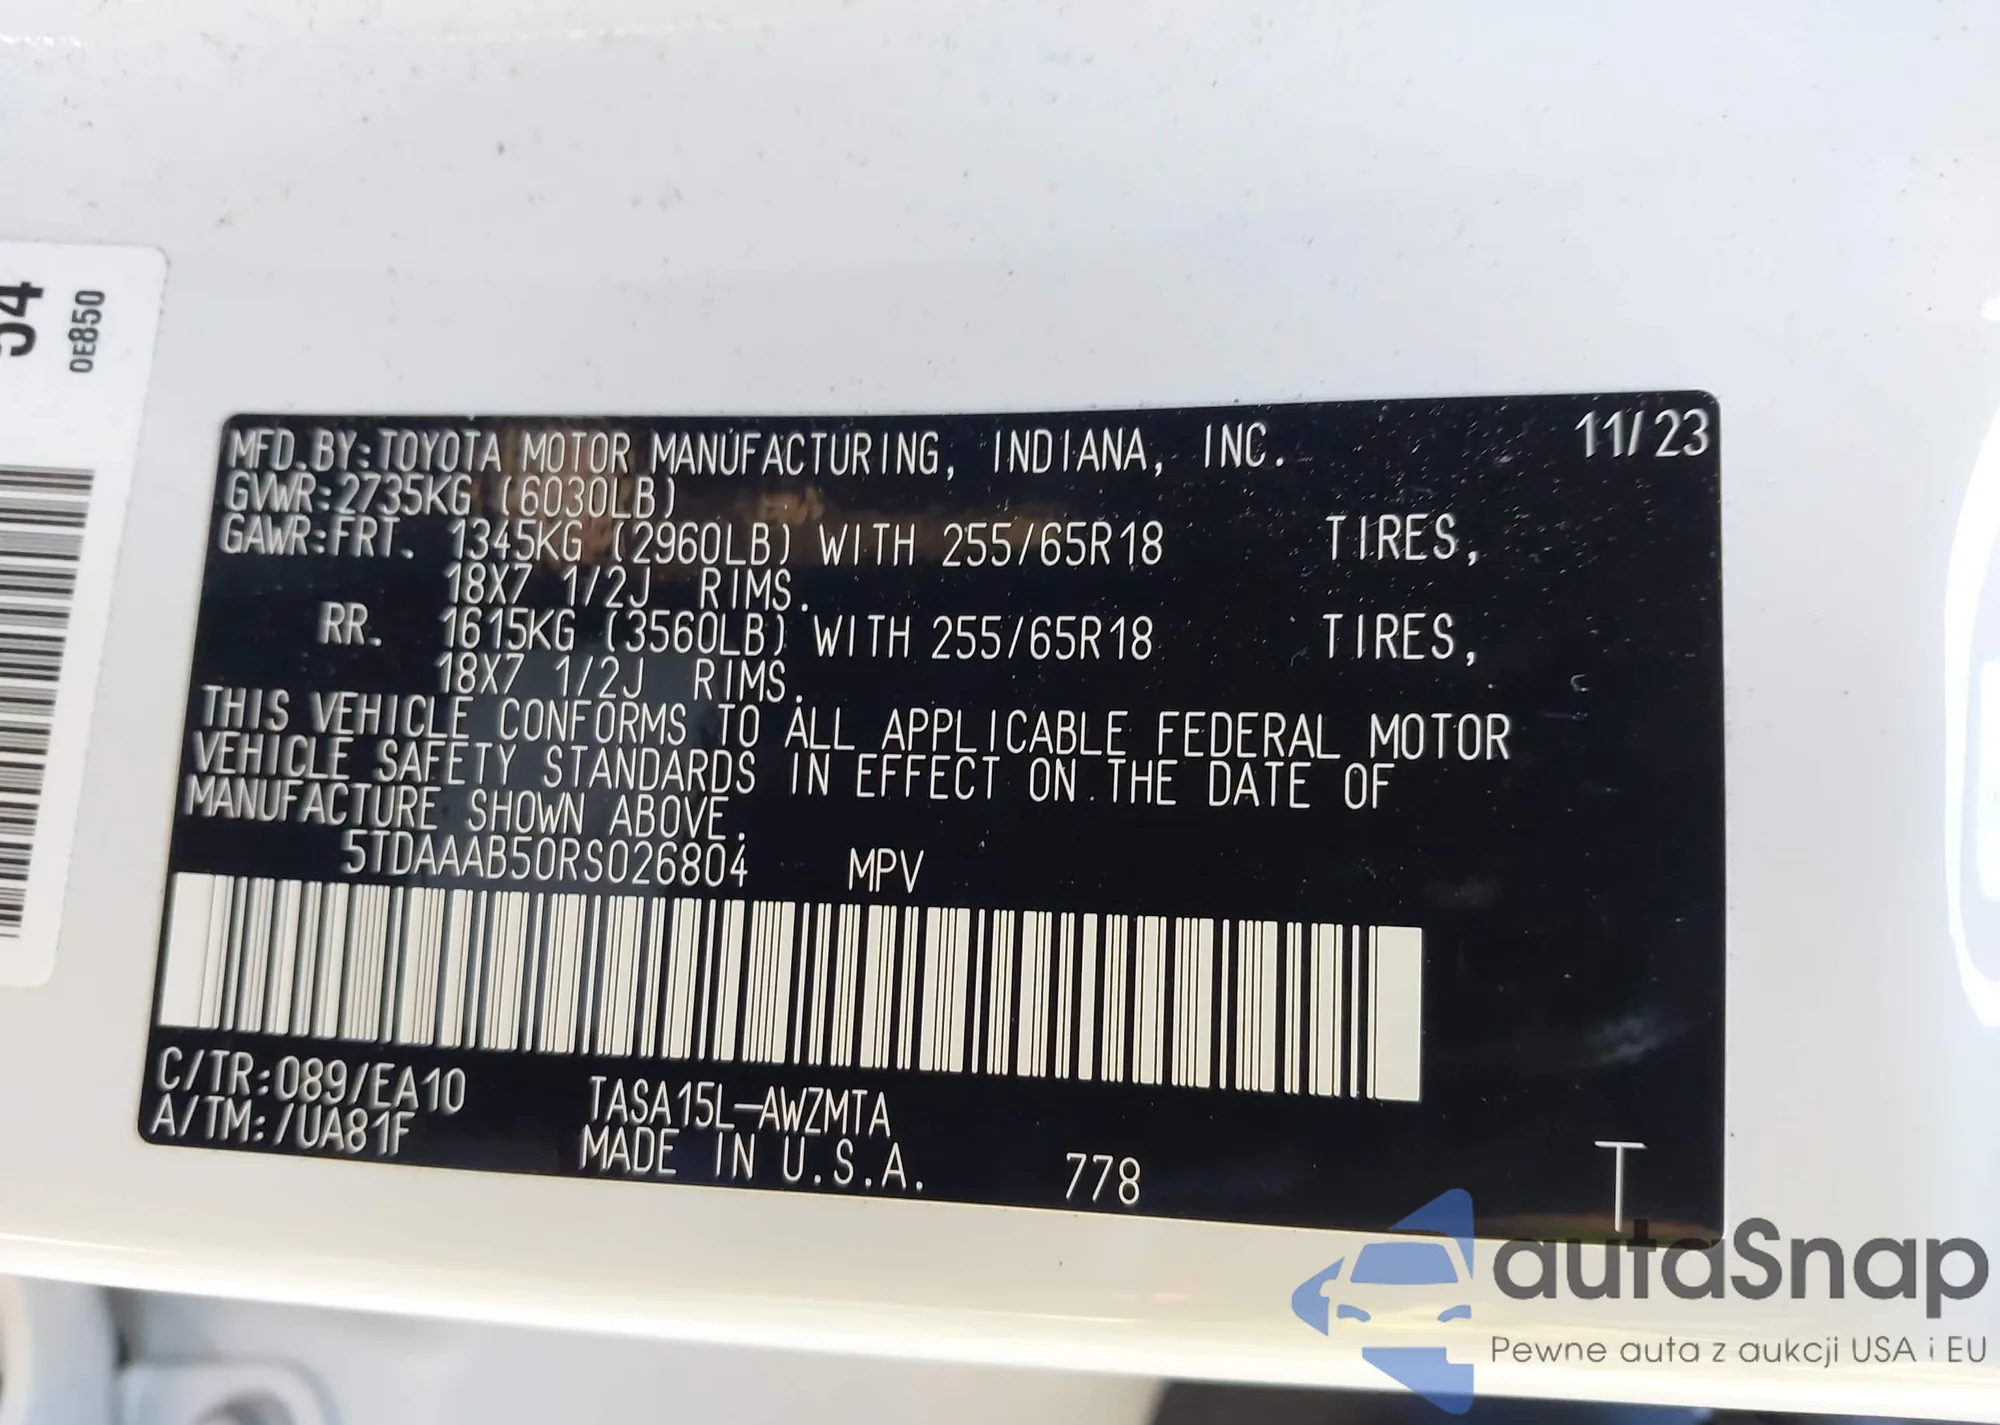 54
0E850
MFD.BY:TOYOTA MOTOR MANUFACTURING, INDIANA, INC. 11/23
GVWR:2735KG (6030LB)
GAWR:FRT. 1345KG (2960LB) WITH 255/65R18 TIRES,
18X7 1/2J RIMS.
RR. 1615KG (3560LB) WITH 255/65R18 TIRES,
18X7 1/2J RIMS.
THIS VEHICLE CONFORMS TO ALL APPLICABLE FEDERAL MOTOR
VEHICLE SAFETY STANDARDS IN EFFECT ON THE DATE OF
MANUFACTURE SHOWN ABOVE.
5TDAAAB50RS026804 MPV
C/TR:089/EA10 TASA15L-AWZMTA
A/TM:/UA81F MADE IN U.S.A. 778 T
autaSnap
Pewne auta z aukcji USA i EU